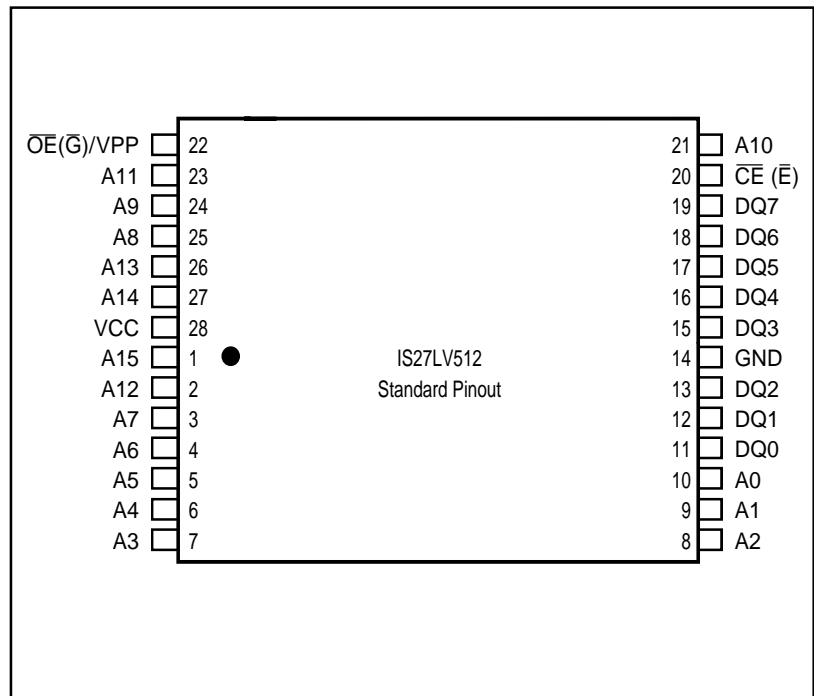 O̅E̅(G̅)/VPP 22 21 A10
A11 23 20 C̅E̅ (E̅)
A9 24 19 DQ7
A8 25 18 DQ6
A13 26 17 DQ5
A14 27 16 DQ4
VCC 28 15 DQ3
A15 1 IS27LV512 14 GND
A12 2 Standard Pinout 13 DQ2
A7 3 12 DQ1
A6 4 11 DQ0
A5 5 10 A0
A4 6 9 A1
A3 7 8 A2